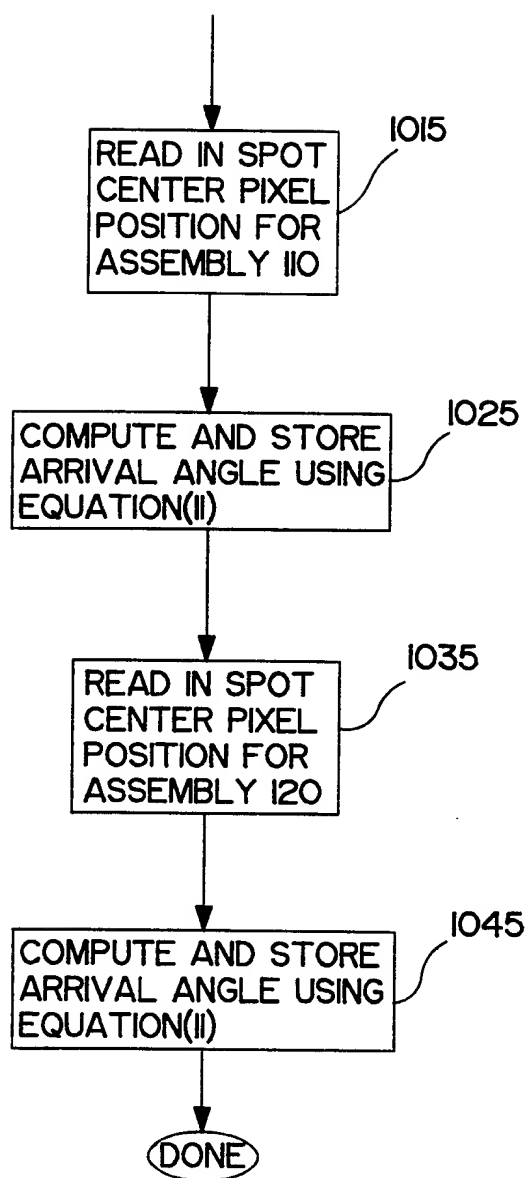 1015
READ IN SPOT
CENTER PIXEL
POSITION FOR
ASSEMBLY 110
1025
COMPUTE AND STORE
ARRIVAL ANGLE USING
EQUATION(11)
1035
READ IN SPOT
CENTER PIXEL
POSITION FOR
ASSEMBLY 120
1045
COMPUTE AND STORE
ARRIVAL ANGLE USING
EQUATION(11)
DONE